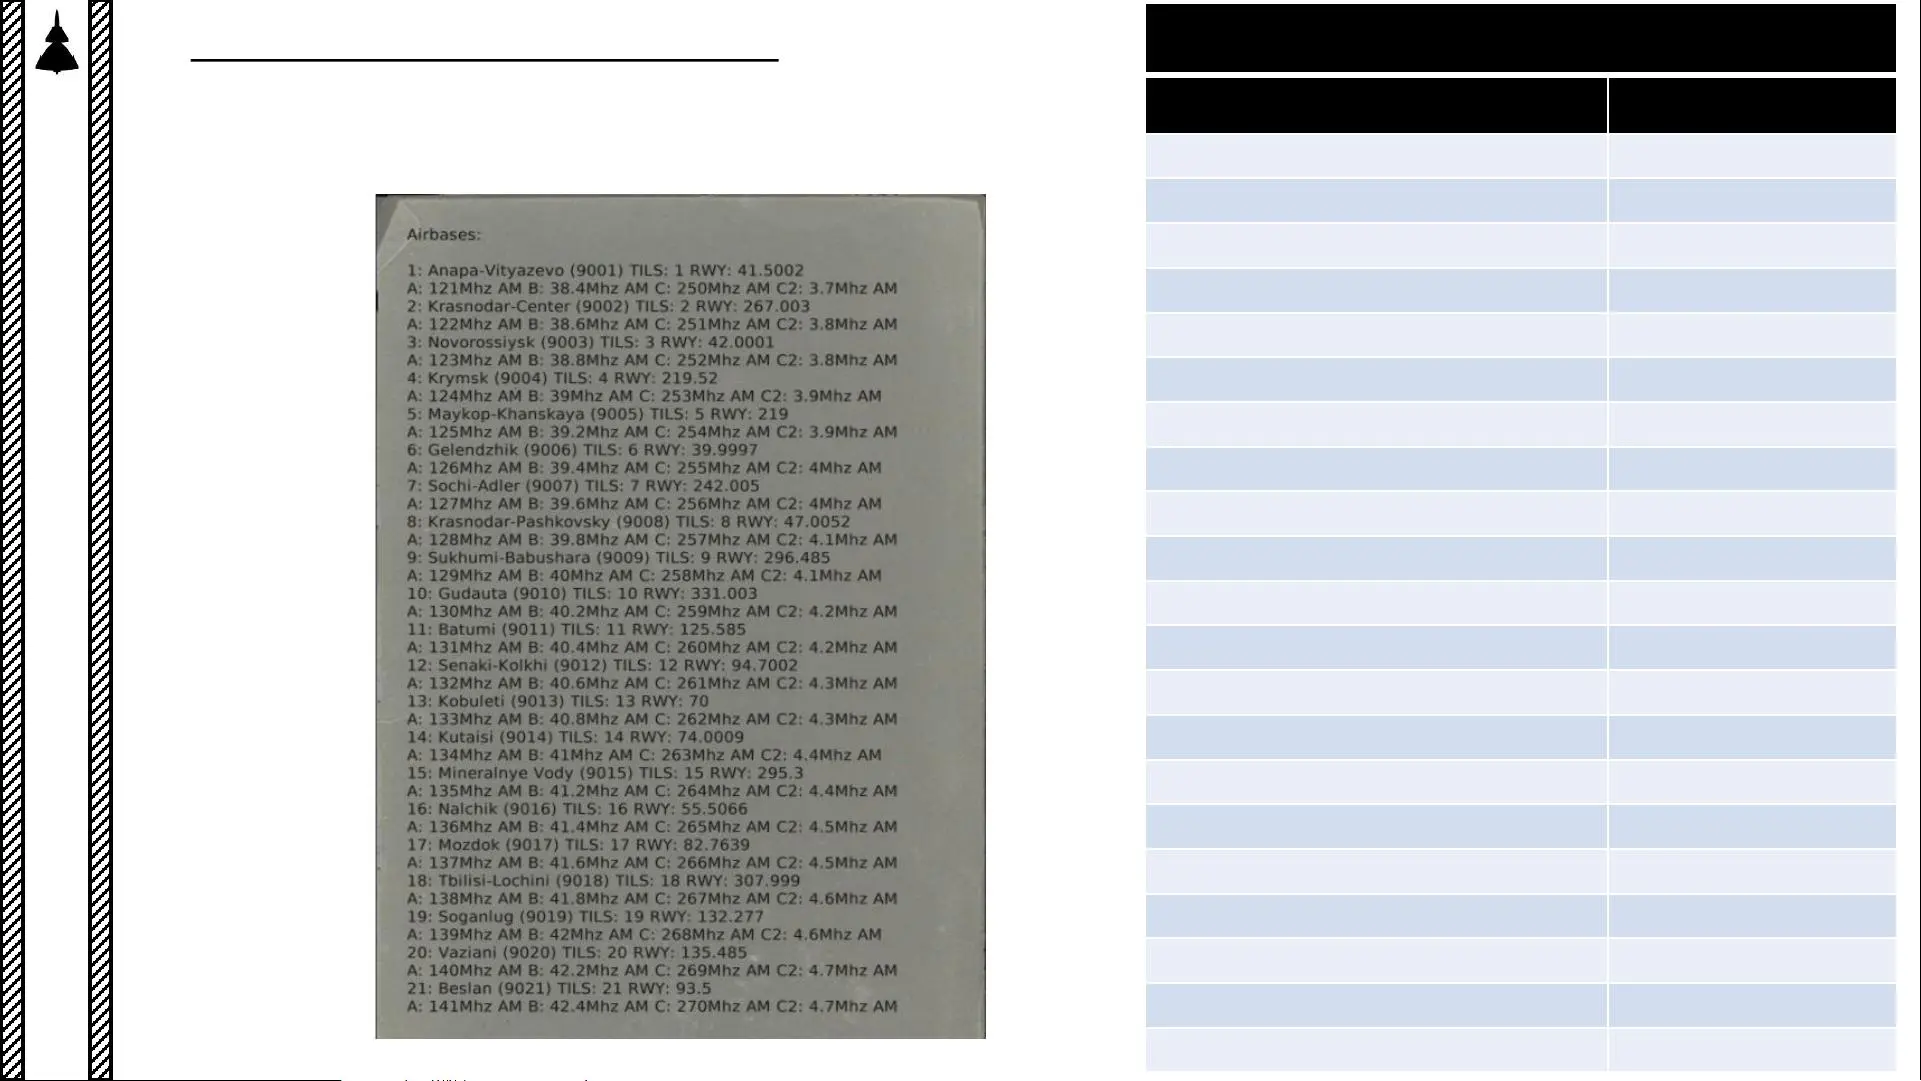 Airbases:
1: Anapa-Vityazevo (9001) TILS: 1 RWY: 41.5002
A: 121Mhz AM B: 38.4Mhz AM C: 250Mhz AM C2: 3.7Mhz AM
2: Krasnodar-Center (9002) TILS: 2 RWY: 267.003
A: 122Mhz AM B: 38.6Mhz AM C: 251Mhz AM C2: 3.8Mhz AM
3: Novorossiysk (9003) TILS: 3 RWY: 42.0001
A: 123Mhz AM B: 38.8Mhz AM C: 252Mhz AM C2: 3.8Mhz AM
4: Krymsk (9004) TILS: 4 RWY: 219.52
A: 124Mhz AM B: 39Mhz AM C: 253Mhz AM C2: 3.9Mhz AM
5: Maykop-Khanskaya (9005) TILS: 5 RWY: 219
A: 125Mhz AM B: 39.2Mhz AM C: 254Mhz AM C2: 3.9Mhz AM
6: Gelendzhik (9006) TILS: 6 RWY: 39.9997
A: 126Mhz AM B: 39.4Mhz AM C: 255Mhz AM C2: 4Mhz AM
7: Sochi-Adler (9007) TILS: 7 RWY: 242.005
A: 127Mhz AM B: 39.6Mhz AM C: 256Mhz AM C2: 4Mhz AM
8: Krasnodar-Pashkovsky (9008) TILS: 8 RWY: 47.0052
A: 128Mhz AM B: 39.8Mhz AM C: 257Mhz AM C2: 4.1Mhz AM
9: Sukhumi-Babushara (9009) TILS: 9 RWY: 296.485
A: 129Mhz AM B: 40Mhz AM C: 258Mhz AM C2: 4.1Mhz AM
10: Gudauta (9010) TILS: 10 RWY: 331.003
A: 130Mhz AM B: 40.2Mhz AM C: 259Mhz AM C2: 4.2Mhz AM
11: Batumi (9011) TILS: 11 RWY: 125.585
A: 131Mhz AM B: 40.4Mhz AM C: 260Mhz AM C2: 4.2Mhz AM
12: Senaki-Kolkhi (9012) TILS: 12 RWY: 94.7002
A: 132Mhz AM B: 40.6Mhz AM C: 261Mhz AM C2: 4.3Mhz AM
13: Kobuleti (9013) TILS: 13 RWY: 70
A: 133Mhz AM B: 40.8Mhz AM C: 262Mhz AM C2: 4.3Mhz AM
14: Kutaisi (9014) TILS: 14 RWY: 74.0009
A: 134Mhz AM B: 41Mhz AM C: 263Mhz AM C2: 4.4Mhz AM
15: Mineralnye Vody (9015) TILS: 15 RWY: 295.3
A: 135Mhz AM B: 41.2Mhz AM C: 264Mhz AM C2: 4.4Mhz AM
16: Nalchik (9016) TILS: 16 RWY: 55.5066
A: 136Mhz AM B: 41.4Mhz AM C: 265Mhz AM C2: 4.5Mhz AM
17: Mozdok (9017) TILS: 17 RWY: 82.7639
A: 137Mhz AM B: 41.6Mhz AM C: 266Mhz AM C2: 4.5Mhz AM
18: Tbilisi-Lochini (9018) TILS: 18 RWY: 307.999
A: 138Mhz AM B: 41.8Mhz AM C: 267Mhz AM C2: 4.6Mhz AM
19: Soganlug (9019) TILS: 19 RWY: 132.277
A: 139Mhz AM B: 42Mhz AM C: 268Mhz AM C2: 4.6Mhz AM
20: Vaziani (9020) TILS: 20 RWY: 135.485
A: 140Mhz AM B: 42.2Mhz AM C: 269Mhz AM C2: 4.7Mhz AM
21: Beslan (9021) TILS: 21 RWY: 93.5
A: 141Mhz AM B: 42.4Mhz AM C: 270Mhz AM C2: 4.7Mhz AM